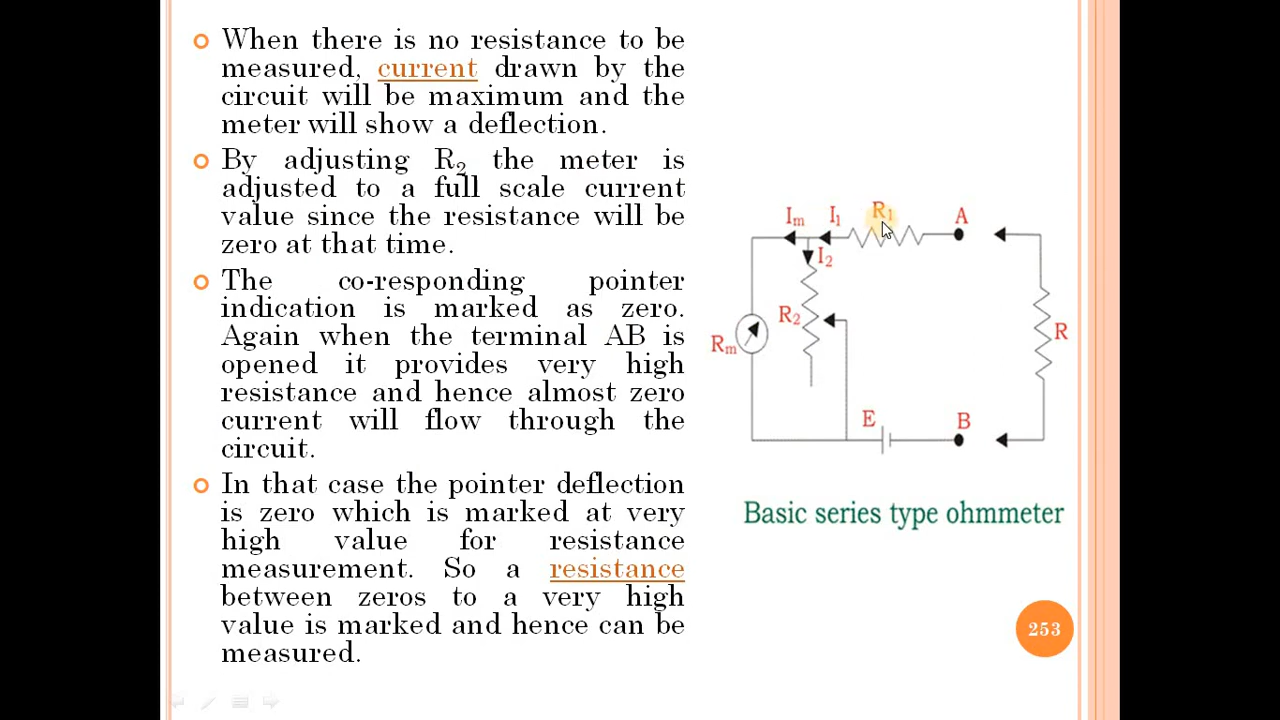 When there is no resistance to be
measured, current drawn by the
circuit will be maximum and the
meter will show a deflection.
By adjusting R2 the meter is
adjusted to a full scale current
value since the resistance will be
zero at that time.
The co-responding pointer
indication is marked as zero.
Again when the terminal AB is
opened it provides very high
resistance and hence almost zero
current will flow through the
circuit.
In that case the pointer deflection
is zero which is marked at very
high value for resistance
measurement. So a resistance
between zeros to a very high
value is marked and hence can be
measured.
Im I1 R1 A
I2
R2
Rm
R
E B
Basic series type ohmmeter
253